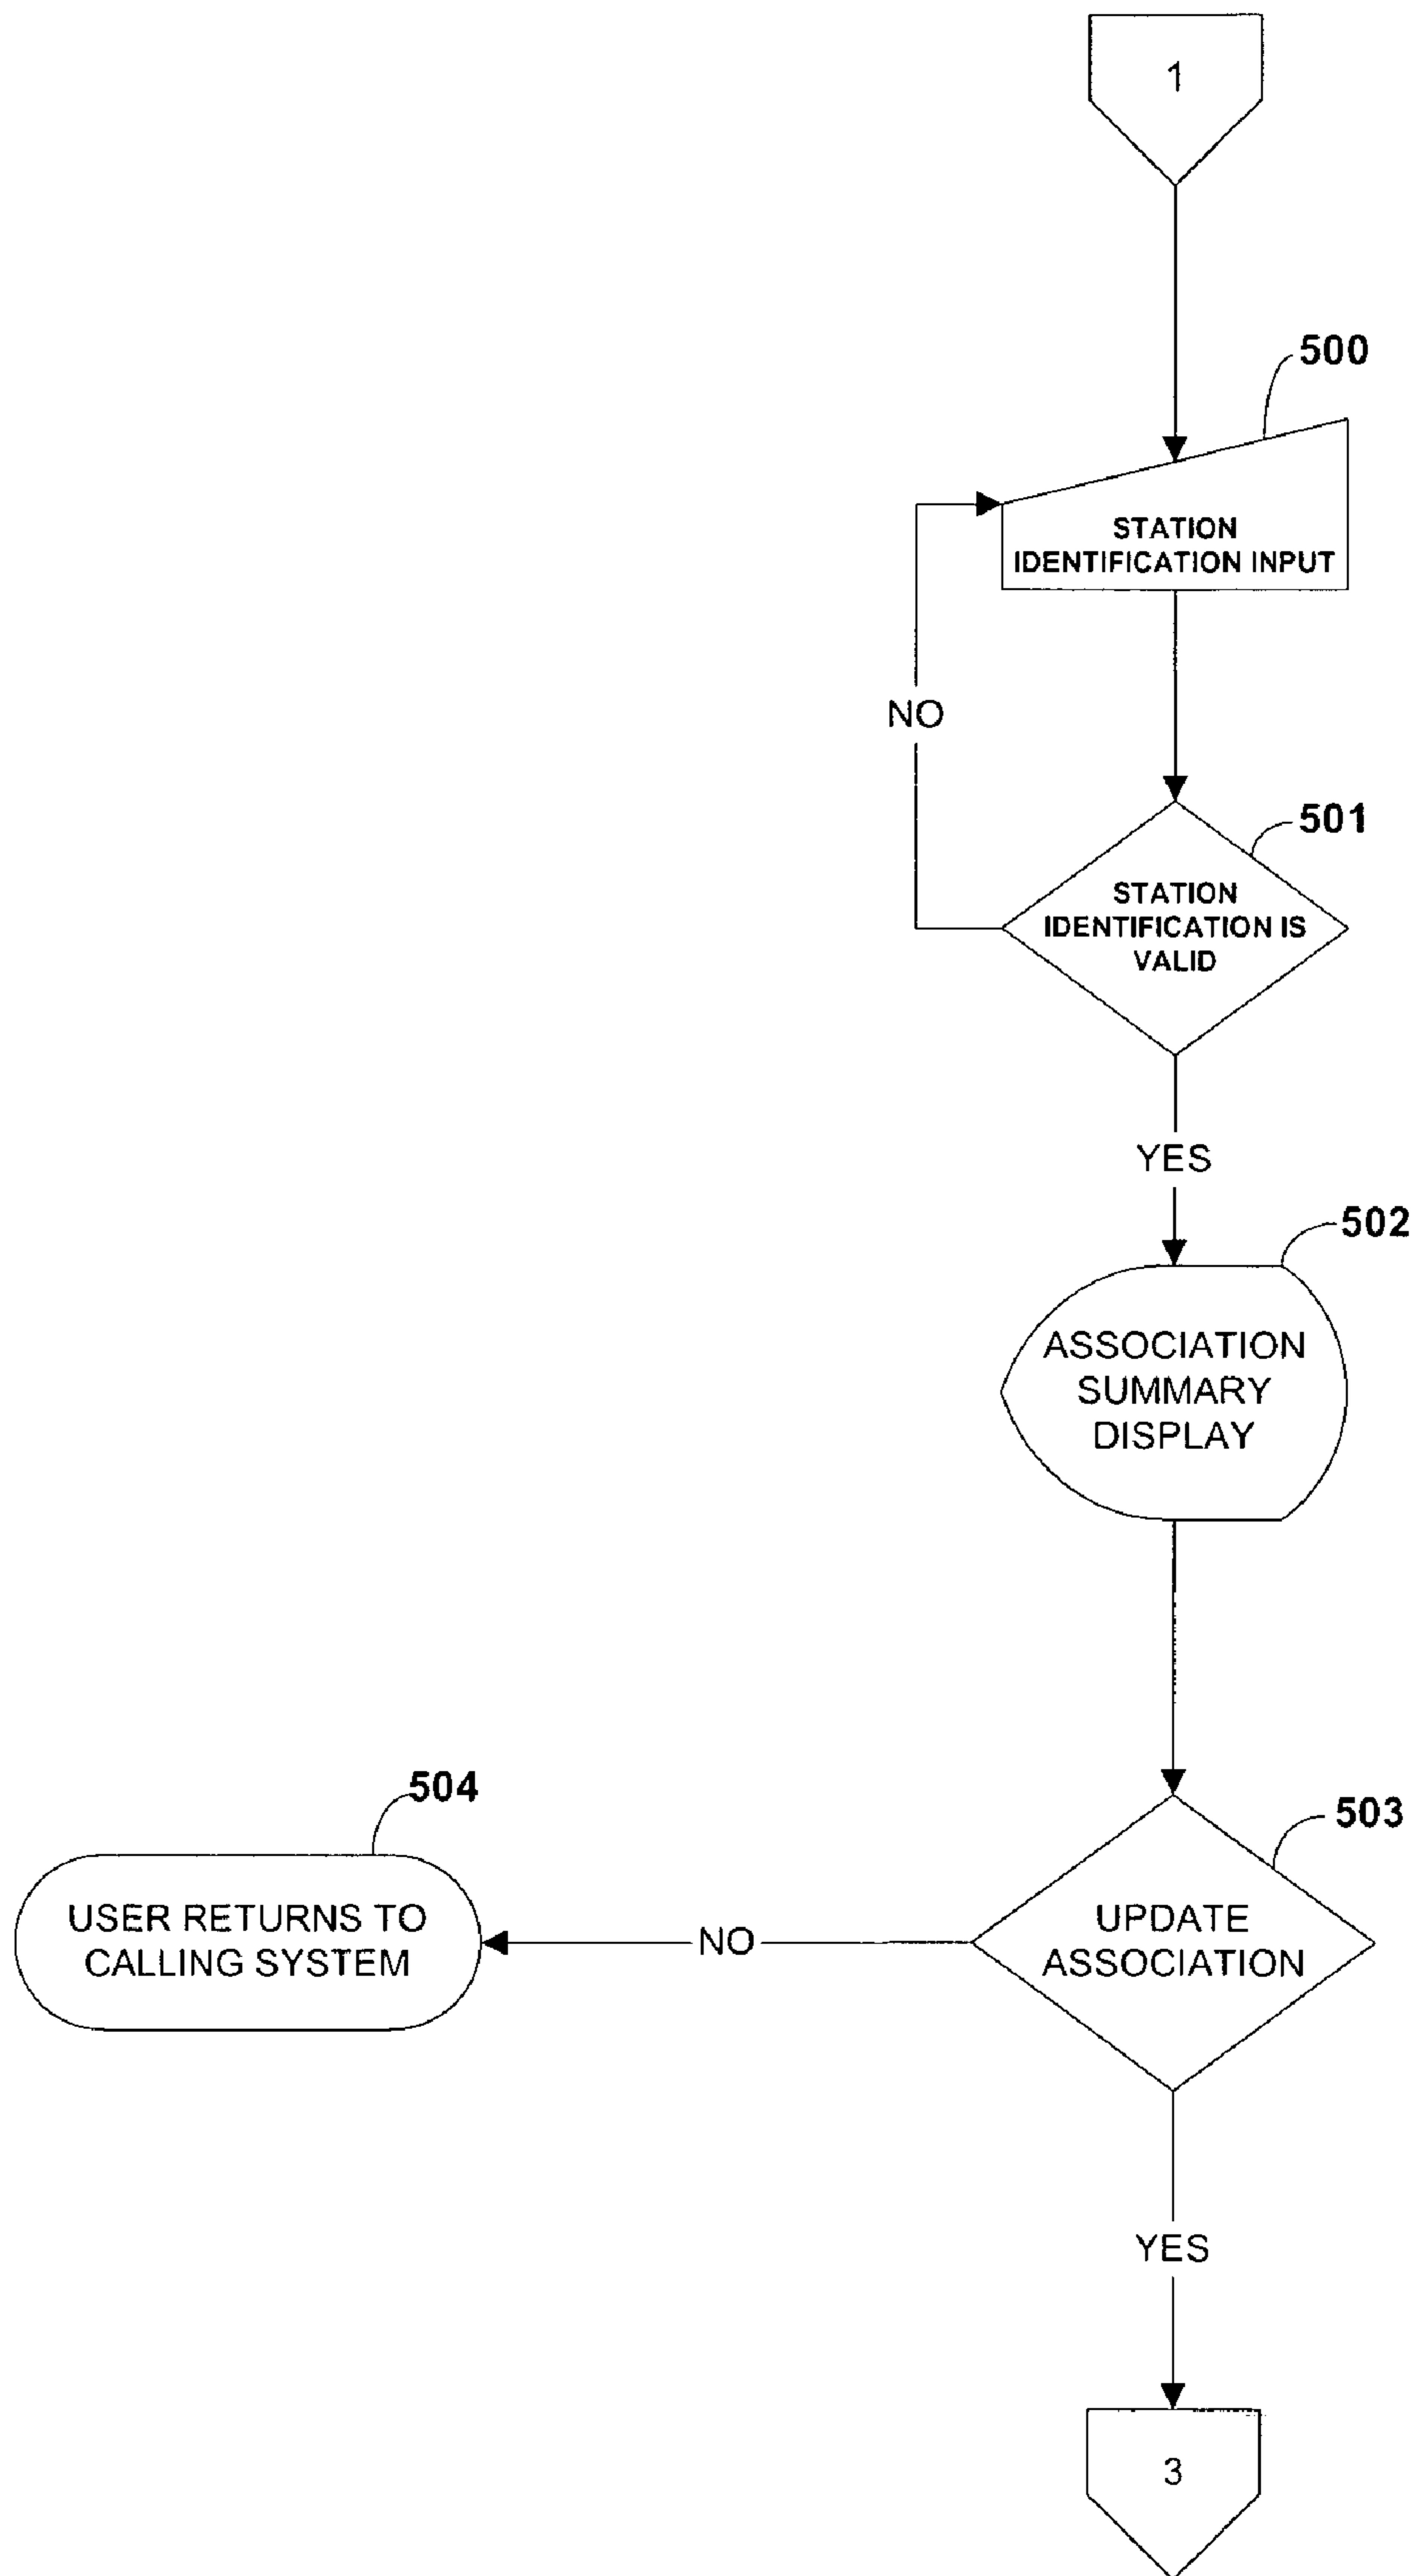 1
500
STATION
IDENTIFICATION INPUT
NO
501
STATION
IDENTIFICATION IS
VALID
YES
502
ASSOCIATION
SUMMARY
DISPLAY
504
503
USER RETURNS TO
CALLING SYSTEM
NO
UPDATE
ASSOCIATION
YES
3